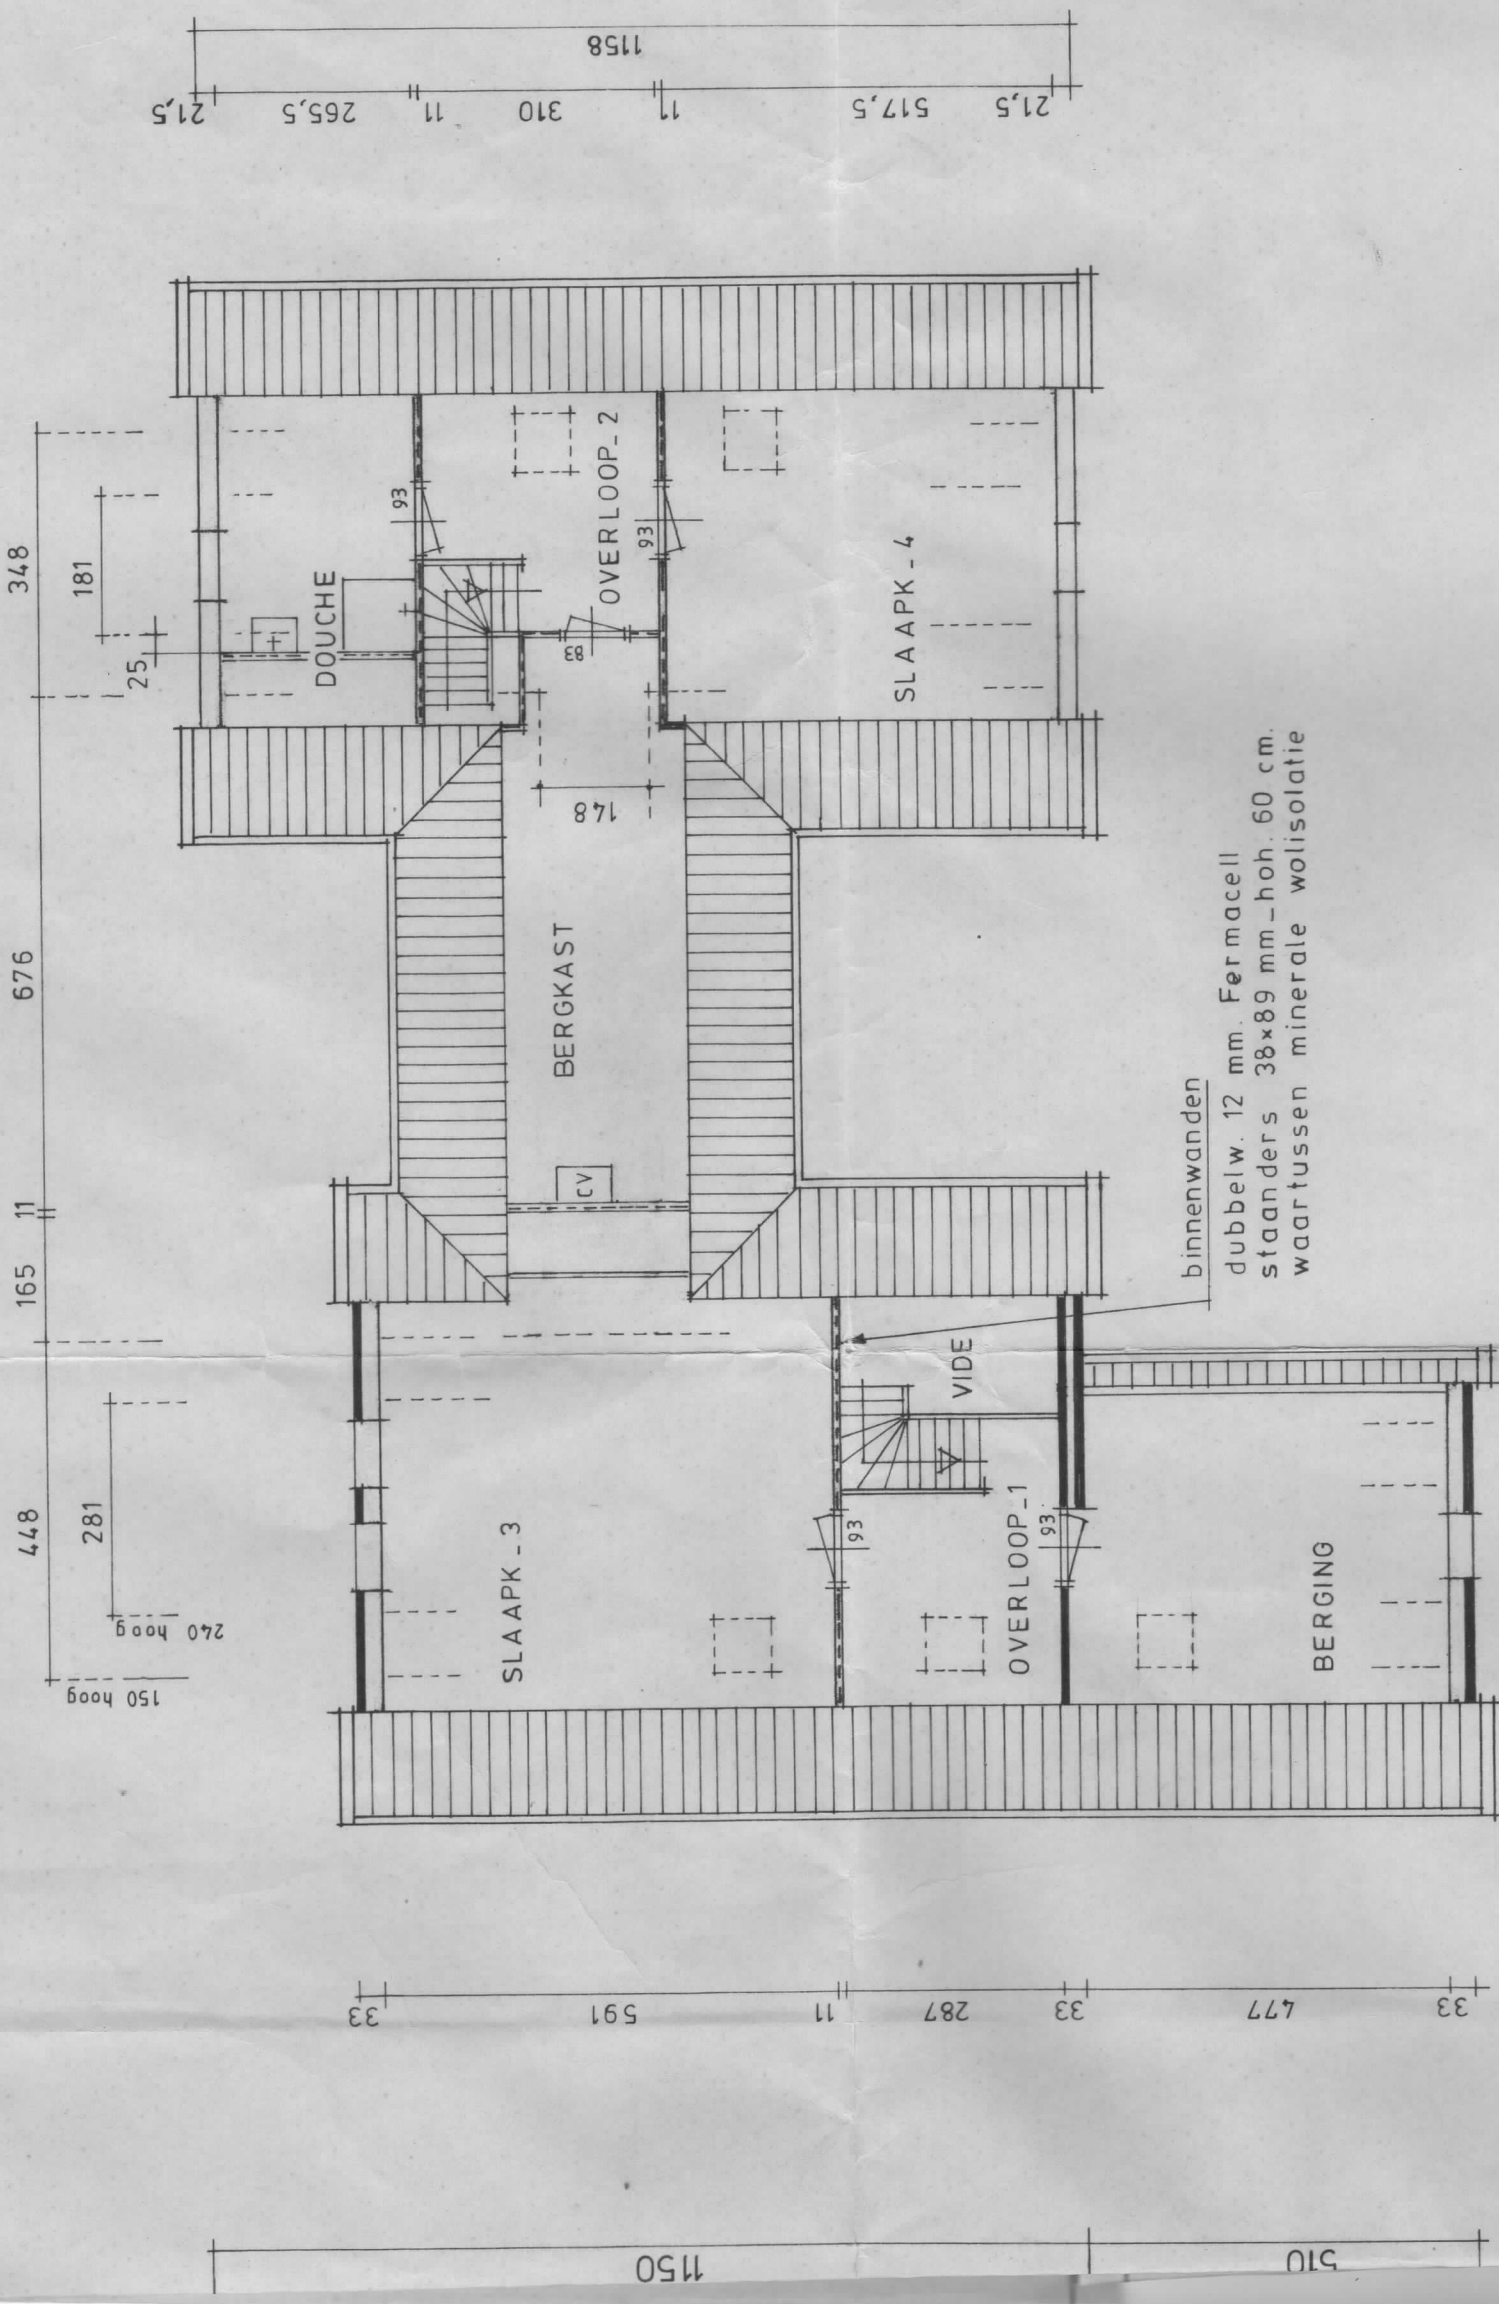 1158
21,5
265,5
11
310
11
517,5
21,5
348
181
25
676
11
165
448
281
240 hoog
150 hoog
DOUCHE
93
OVERLOOP_2
93
83
SLAAPK_4
148
BERGKAST
CV
binnenwanden
dubbelw. 12 mm. Fermacell
staanders 38×89 mm_hoh. 60 cm.
waartussen minerale wolisolatie
VIDE
SLAAPK_3
93
OVERLOOP_1
93
BERGING
33
591
11
287
33
477
33
1150
510